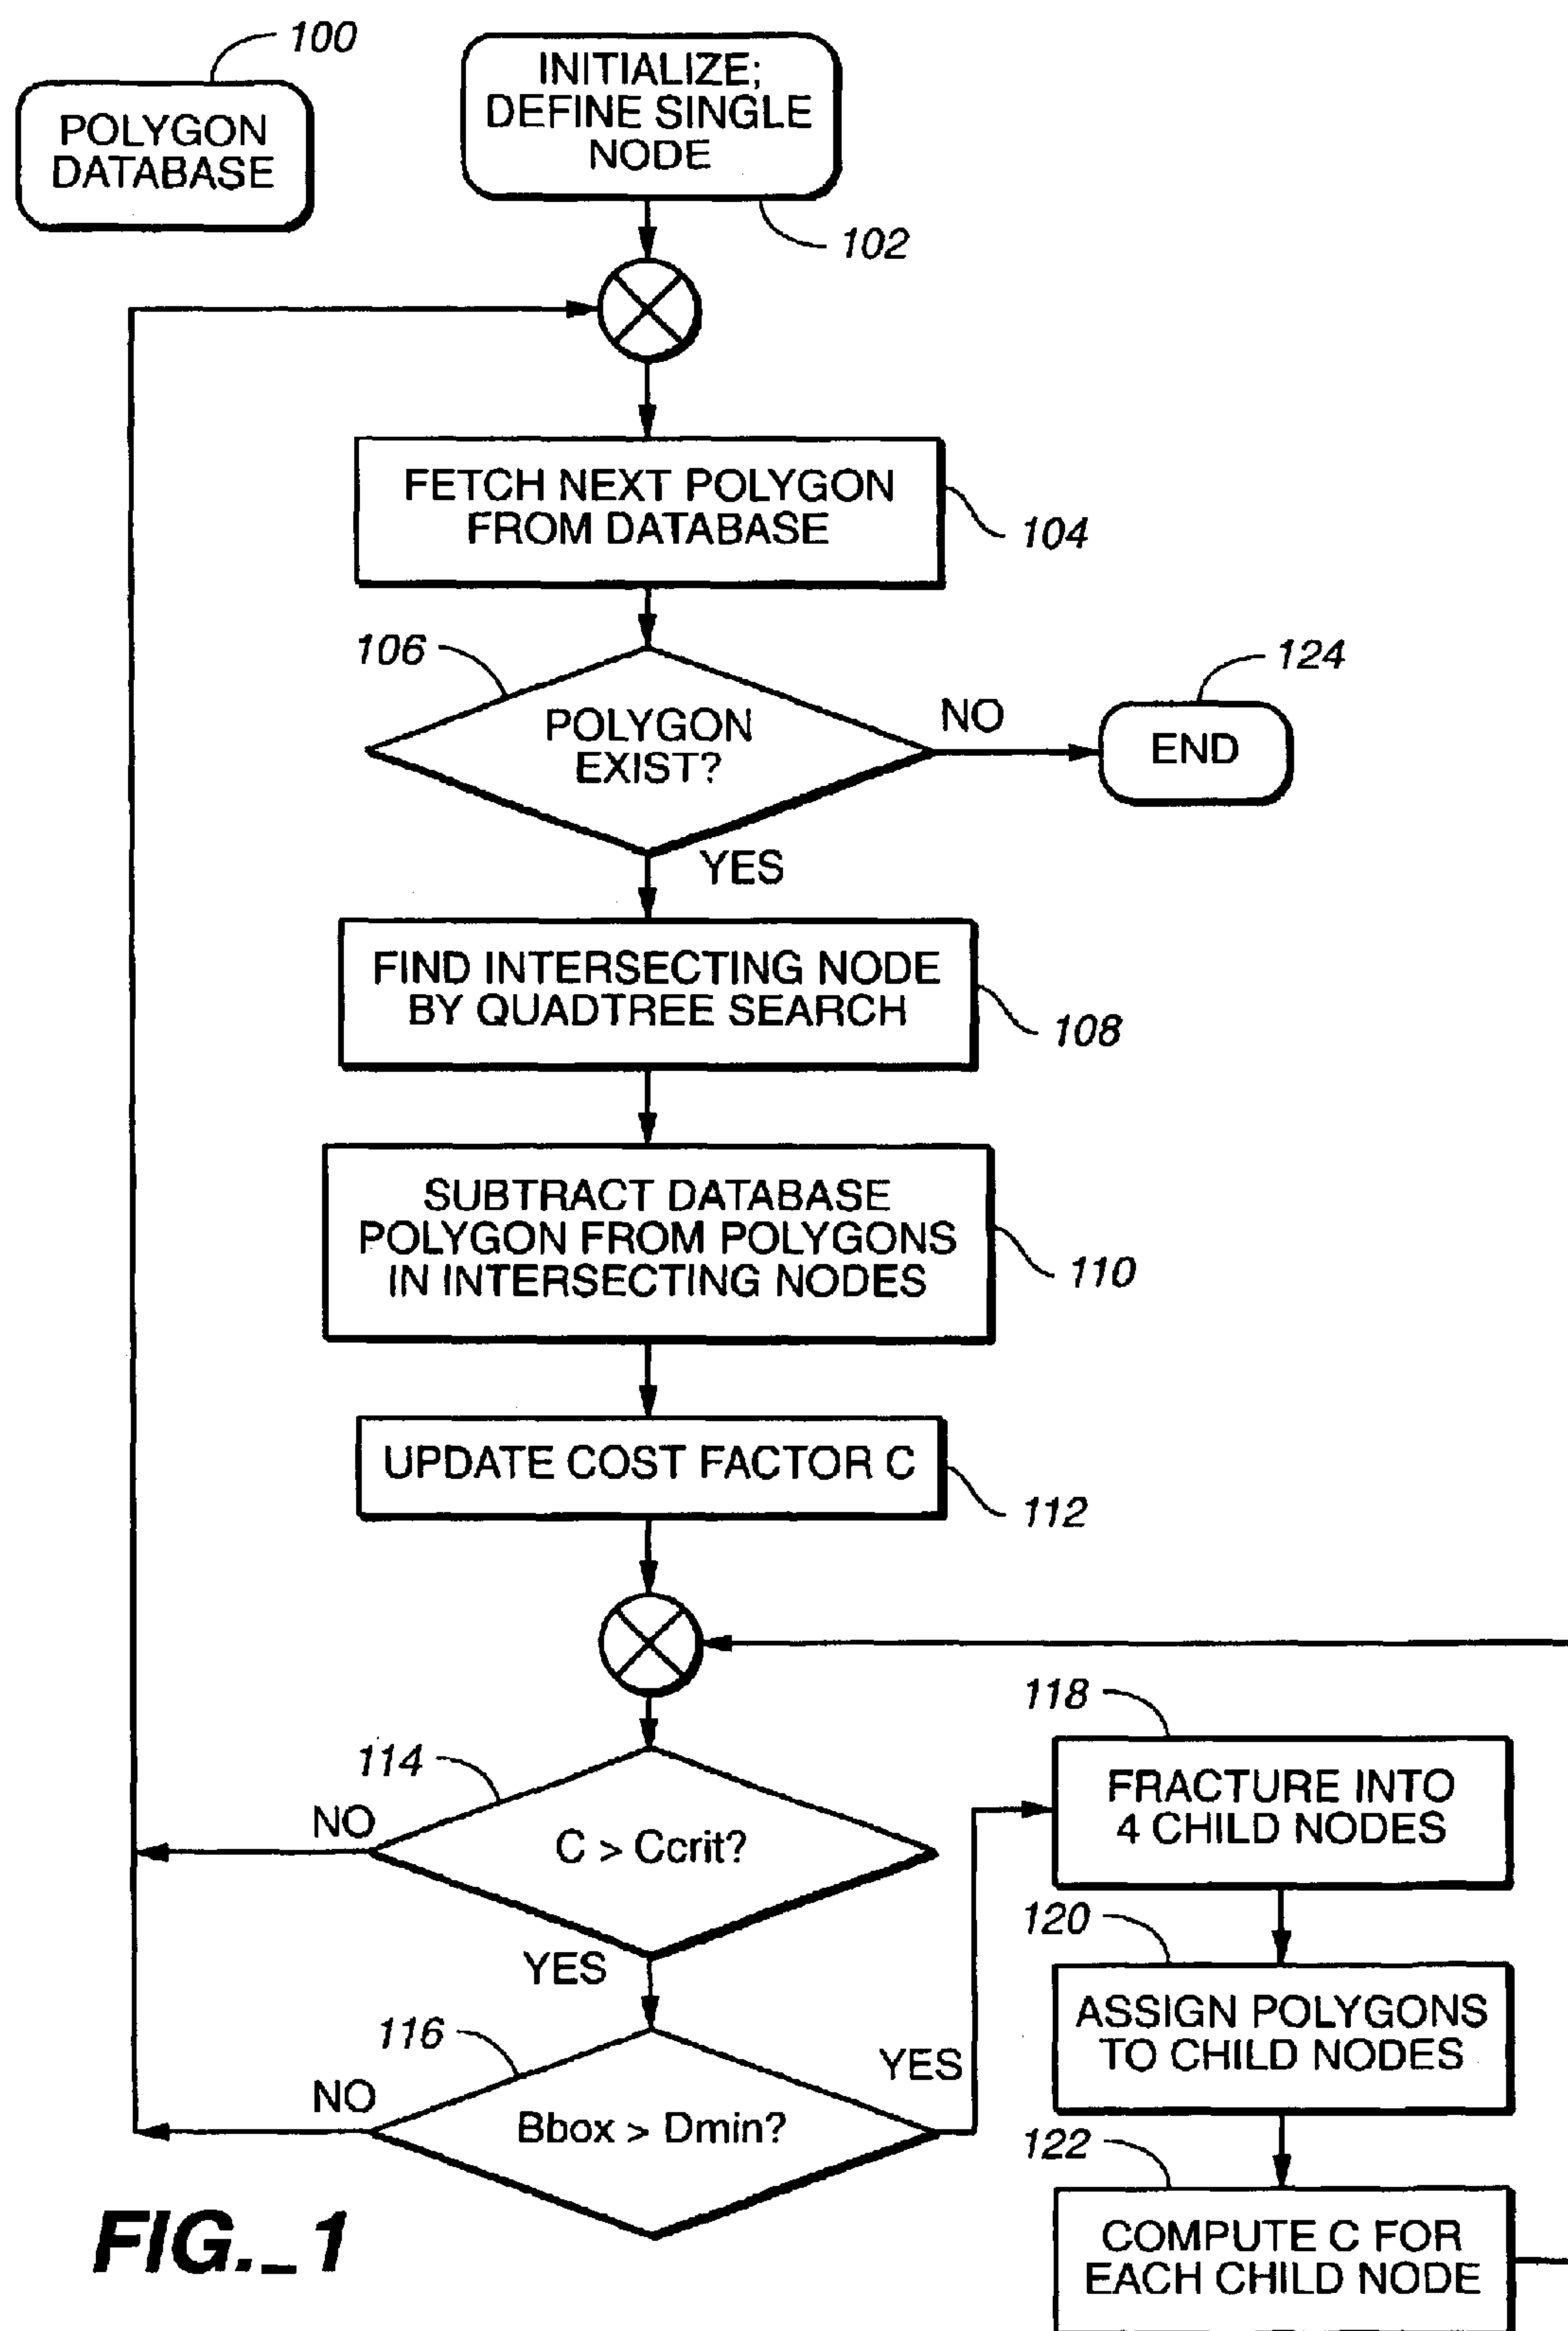 100
POLYGON
DATABASE
INITIALIZE;
DEFINE SINGLE
NODE
102
FETCH NEXT POLYGON
FROM DATABASE
104
106
POLYGON
EXIST?
NO
124
END
YES
FIND INTERSECTING NODE
BY QUADTREE SEARCH
108
SUBTRACT DATABASE
POLYGON FROM POLYGONS
IN INTERSECTING NODES
110
UPDATE COST FACTOR C
112
114
NO
C > Ccrit?
YES
116
NO
Bbox > Dmin?
YES
118
FRACTURE INTO
4 CHILD NODES
120
ASSIGN POLYGONS
TO CHILD NODES
122
COMPUTE C FOR
EACH CHILD NODE
FIG._1